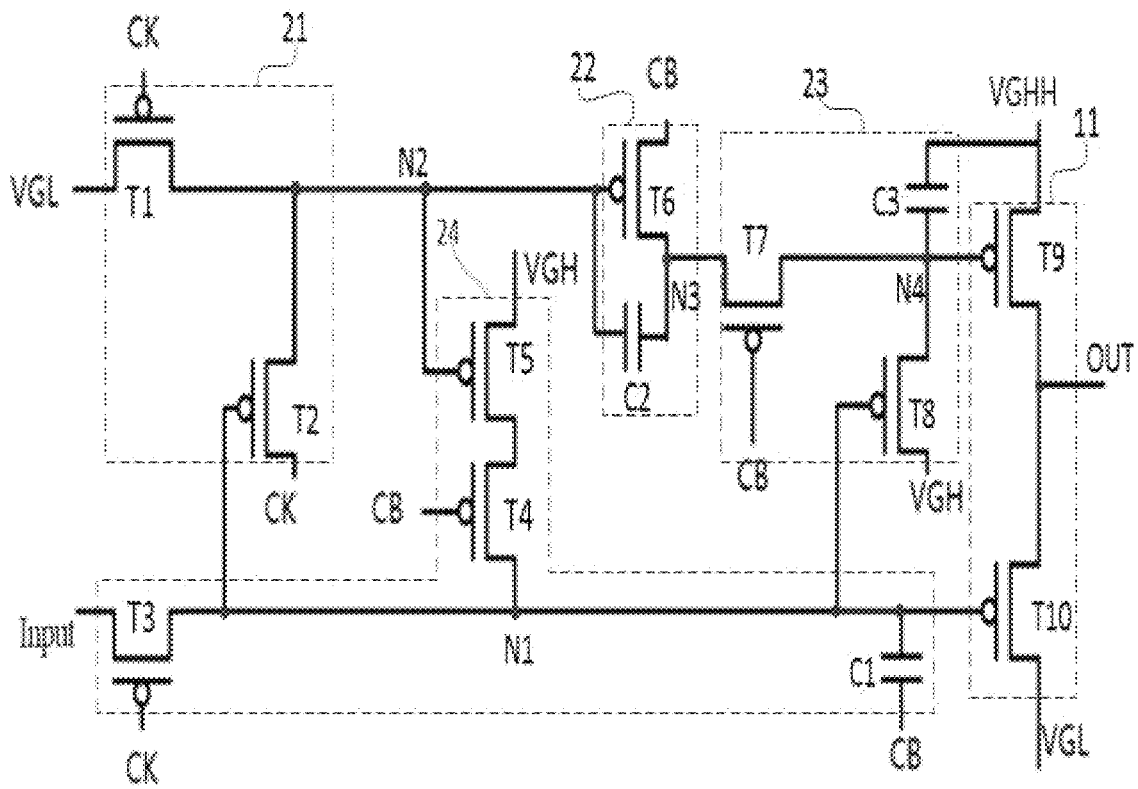 CK
21
22
CB
23
VGHH
11
N2
VGL
T1
T6
C3
24
T7
T9
VGH
N3
N4
T5
OUT
C2
T2
T8
CB
CK
CB
T4
VGH
Input
T3
T10
N1
C1
CK
CB
VGL